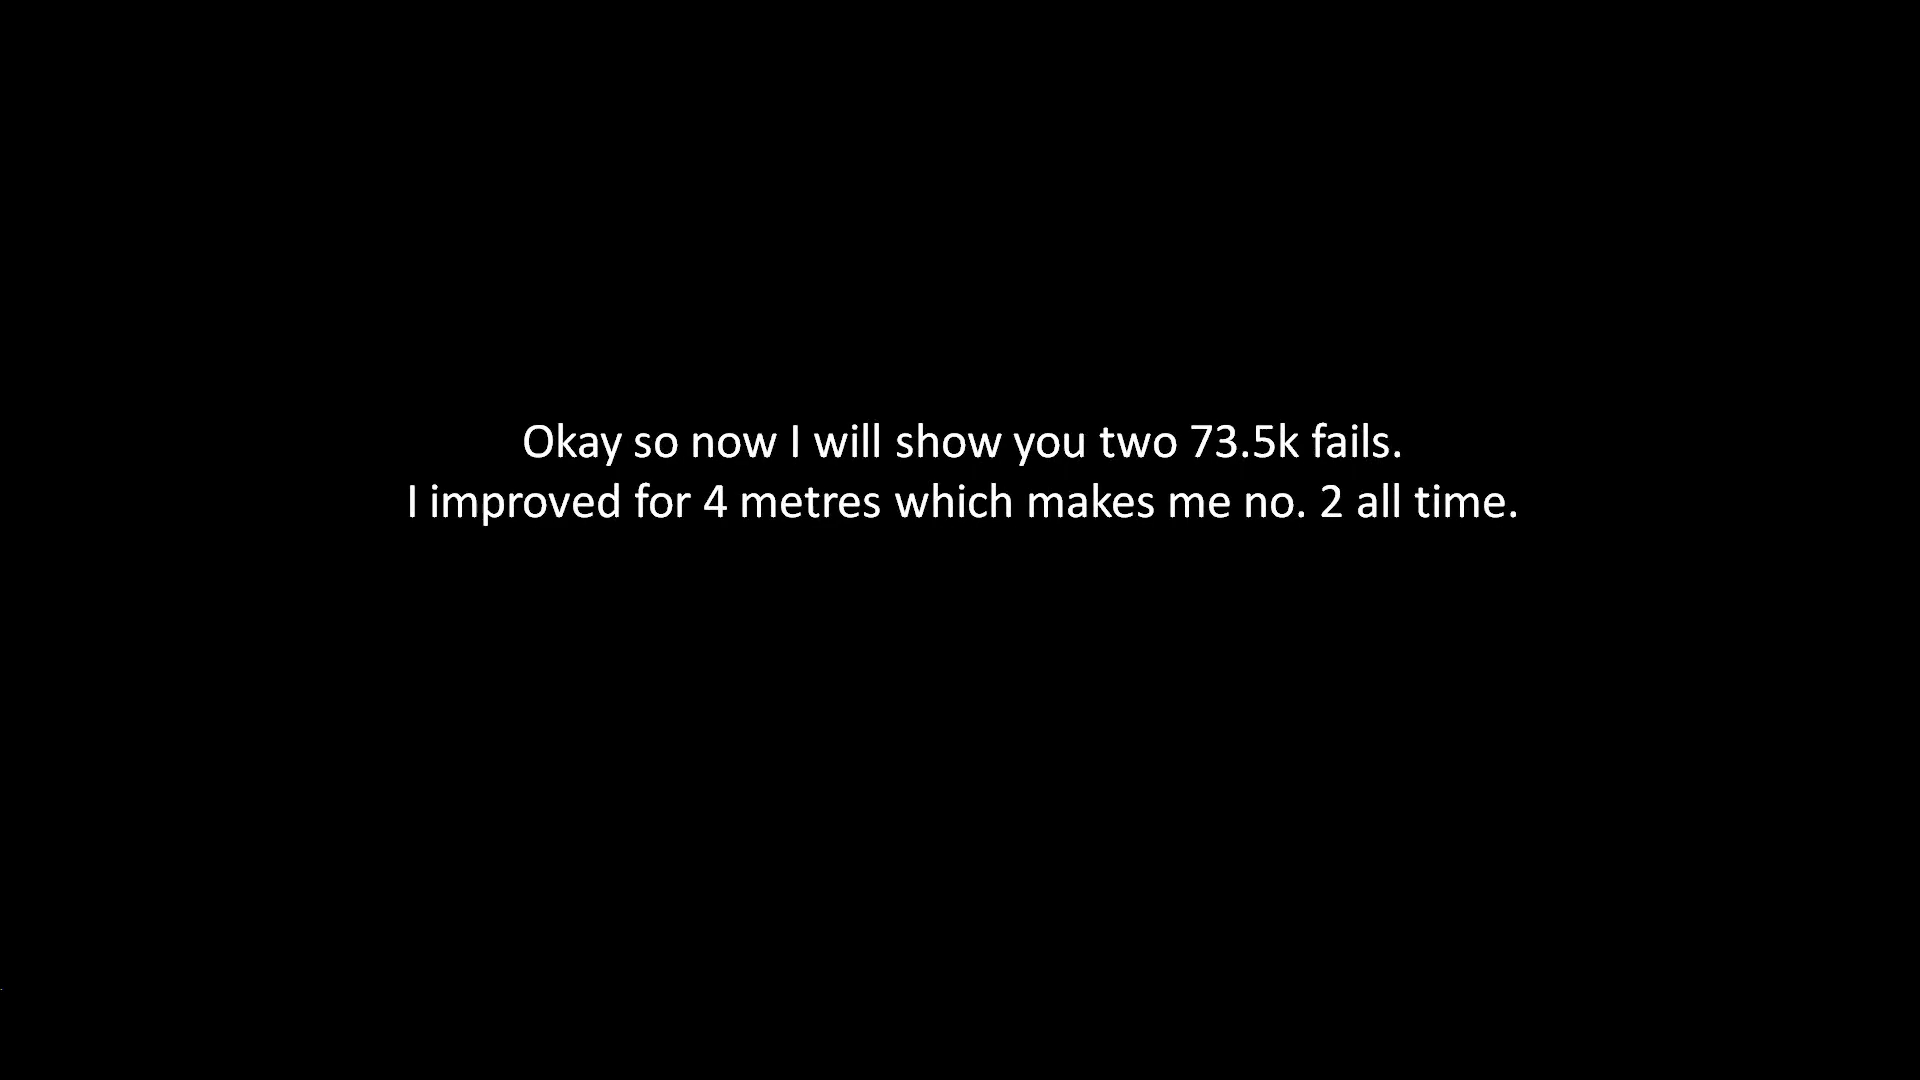 Okay so now I will show you two 73.5k fails.
I improved for 4 metres which makes me no. 2 all time.